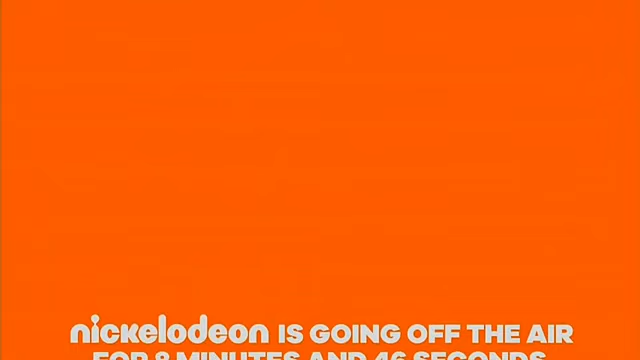 nickelodeon IS GOING OFF THE AIR
FOR 8 MINUTES AND 46 SECONDS